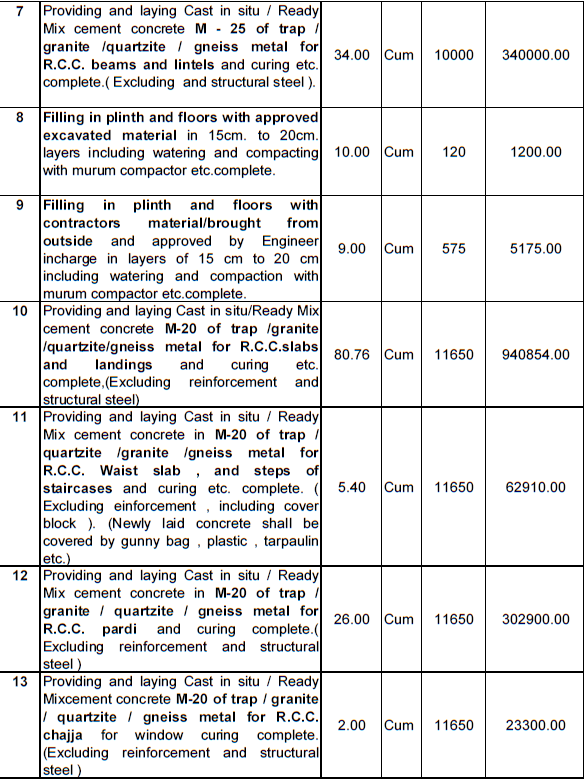 7 Providing and laying Cast in situ / Ready
Mix cement concrete M - 25 of trap /
granite /quartzite / gneiss metal for
R.C.C. beams and lintels and curing etc. 34.00 Cum 10000 340000.00
complete.( Excluding and structural steel ).
8 Filling in plinth and floors with approved
excavated material in 15cm. to 20cm.
layers including watering and compacting 10.00 Cum 120 1200.00
with murum compactor etc.complete.
9 Filling in plinth and floors with
contractors material/brought from
outside and approved by Engineer 9.00 Cum 575 5175.00
incharge in layers of 15 cm to 20 cm
including watering and compaction with
murum compactor etc.complete.
10 Providing and laying Cast in situ/Ready Mix
cement concrete M-20 of trap /granite
/quartzite/gneiss metal for R.C.C.slabs
and landings and curing etc. 80.76 Cum 11650 940854.00
complete,(Excluding reinforcement and
structural steel)
11 Providing and laying Cast in situ / Ready
Mix cement concrete in M-20 of trap /
quartzite /granite /gneiss metal for
R.C.C. Waist slab , and steps of
staircases and curing etc. complete. ( 5.40 Cum 11650 62910.00
Excluding einforcement , including cover
block ). (Newly laid concrete shall be
covered by gunny bag , plastic , tarpaulin
etc.)
12 Providing and laying Cast in situ / Ready
Mix cement concrete in M-20 of trap /
granite / quartzite / gneiss metal for
R.C.C. pardi and curing complete.( 26.00 Cum 11650 302900.00
Excluding reinforcement and structural
steel )
13 Providing and laying Cast in situ / Ready
Mixcement concrete M-20 of trap / granite
/ quartzite / gneiss metal for R.C.C.
chajja for window curing complete. 2.00 Cum 11650 23300.00
(Excluding reinforcement and structural
steel )